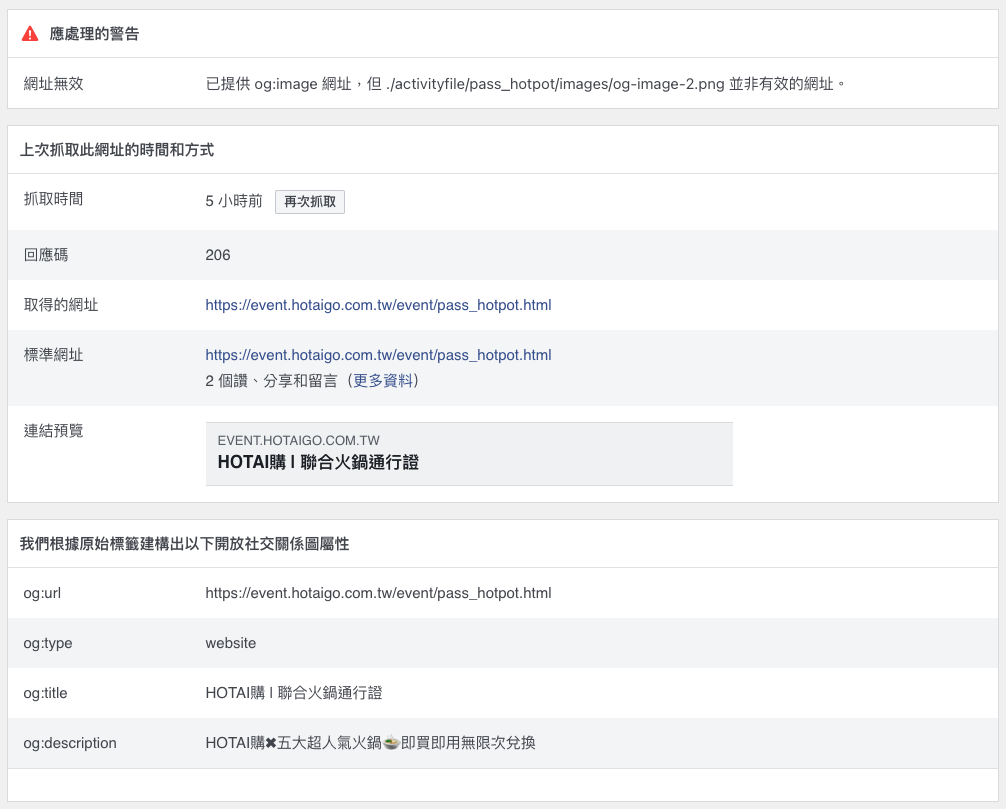 應處理的警告
網址無效 已提供 og:image 網址，但 ./activityfile/pass_hotpot/images/og-image-2.png 並非有效的網址。
上次抓取此網址的時間和方式
抓取時間 5 小時前 再次抓取
回應碼 206
取得的網址 https://event.hotaigo.com.tw/event/pass_hotpot.html
標準網址 https://event.hotaigo.com.tw/event/pass_hotpot.html
2 個讚、分享和留言（更多資料）
連結預覽 EVENT.HOTAIGO.COM.TW
HOTAI購 l 聯合火鍋通行證
我們根據原始標籤建構出以下開放社交關係圖屬性
og:url https://event.hotaigo.com.tw/event/pass_hotpot.html
og:type website
og:title HOTAI購 l 聯合火鍋通行證
og:description HOTAI購✖五大超人氣火鍋🍲即買即用無限次兌換